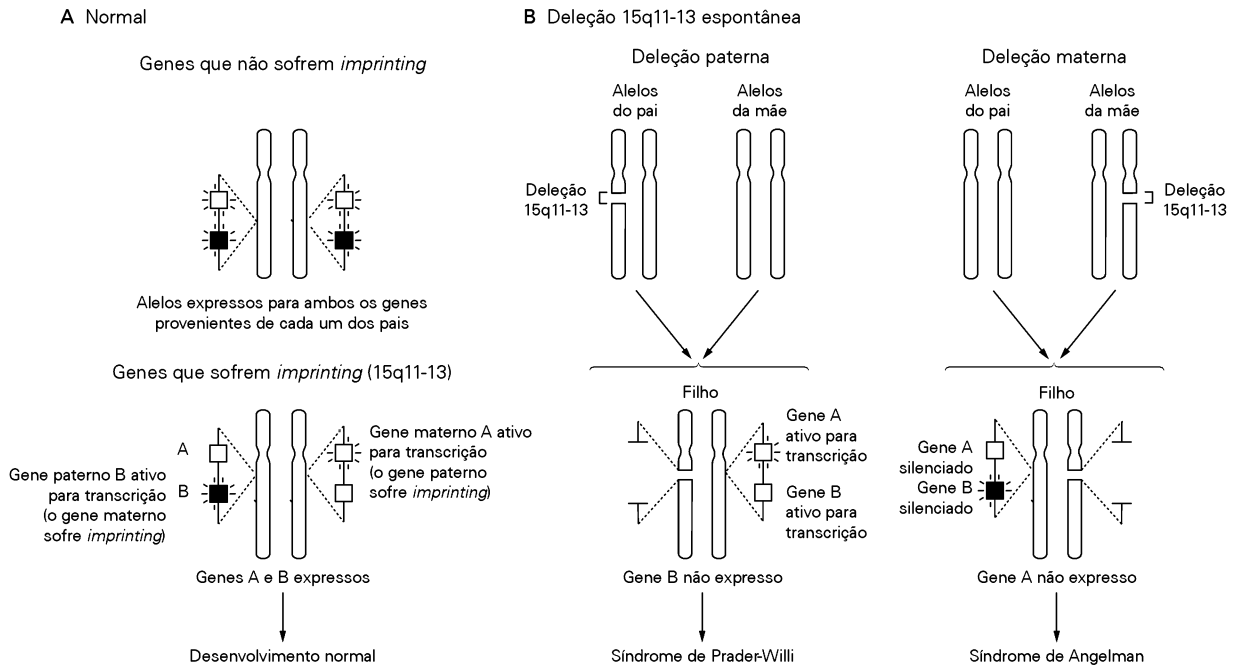 A Normal
Genes que não sofrem imprinting
Alelos expressos para ambos os genes
provenientes de cada um dos pais
Genes que sofrem imprinting (15q11-13)
A
B
Gene paterno B ativo
para transcrição
(o gene materno
sofre imprinting)
Gene materno A ativo
para transcrição
(o gene paterno
sofre imprinting)
Genes A e B expressos
Desenvolvimento normal
B Deleção 15q11-13 espontânea
Deleção paterna
Alelos
do pai
Alelos
da mãe
Deleção
15q11-13
Filho
Gene A
ativo para
transcrição
Gene B
ativo para
transcrição
Gene B não expresso
Síndrome de Prader-Willi
Deleção materna
Alelos
do pai
Alelos
da mãe
Deleção
15q11-13
Filho
Gene A
silenciado
Gene B
silenciado
Gene A não expresso
Síndrome de Angelman